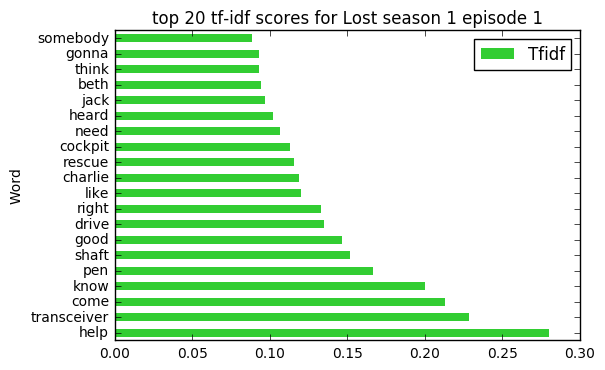 top 20 tf-idf scores for Lost season 1 episode 1
Tfidf
Word
somebody
gonna
think
beth
jack
heard
need
cockpit
rescue
charlie
like
right
drive
good
shaft
pen
know
come
transceiver
help
0.00 0.05 0.10 0.15 0.20 0.25 0.30